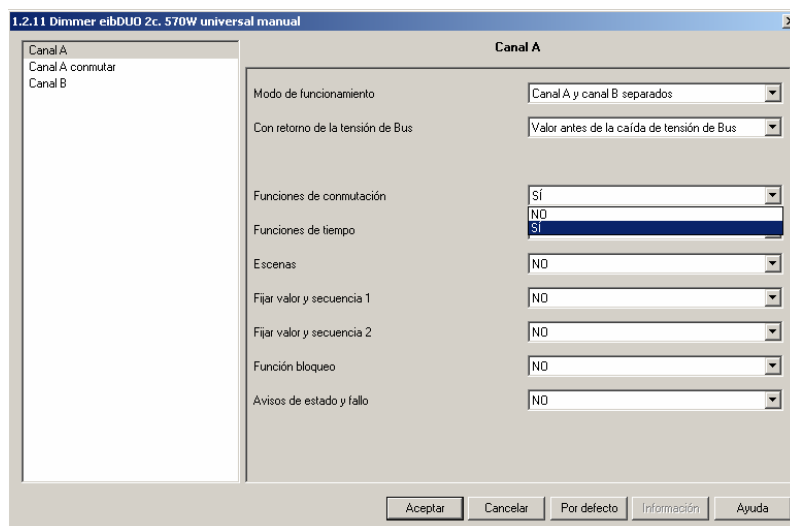 1.2.11 Dimmer eibDUO 2c. 570W universal manual
Canal A
Canal A conmutar
Canal B
Canal A
Modo de funcionamiento
Canal A y canal B separados
Con retorno de la tensión de Bus
Valor antes de la caída de tensión de Bus
Funciones de conmutación
SÍ
NO
SÍ
Funciones de tiempo
Escenas
NO
Fijar valor y secuencia 1
NO
Fijar valor y secuencia 2
NO
Función bloqueo
NO
Avisos de estado y fallo
NO
Aceptar
Cancelar
Por defecto
Información
Ayuda